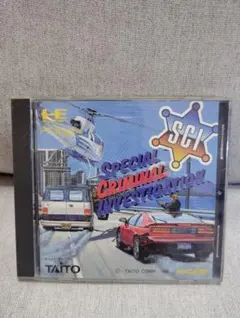 SCI
SPECIAL
CRIMINAL
INVESTIGATION
TAITO